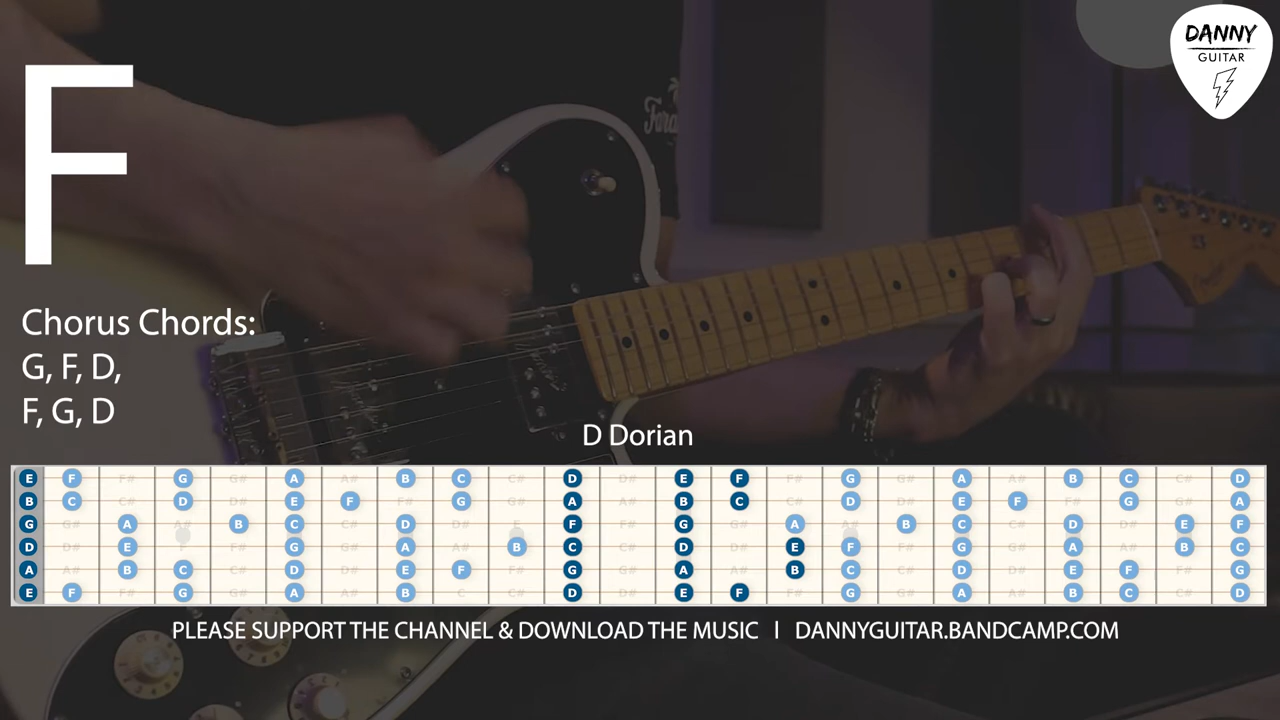 DANNY
GUITAR
F
Chorus Chords:
G, F, D,
F, G, D
D Dorian
E F F# G G# A A# B C C# D D# E F F# G G# A A# B C C# D
B C D E F F# G G# A B C C# D E F F# G G# A
G G# A A# B C C# D D# E F G A A# B C C# D D# E F
D D# E F F# G G# A A# B C C# D E F F# G G# A A# B C
A A# B C C# D D# E F F# G G# A B C C# D D# E F F# G
E F F# G G# A A# B C C# D D# E F F# G G# A A# B C C# D
PLEASE SUPPORT THE CHANNEL & DOWNLOAD THE MUSIC I DANNYGUITAR.BANDCAMP.COM